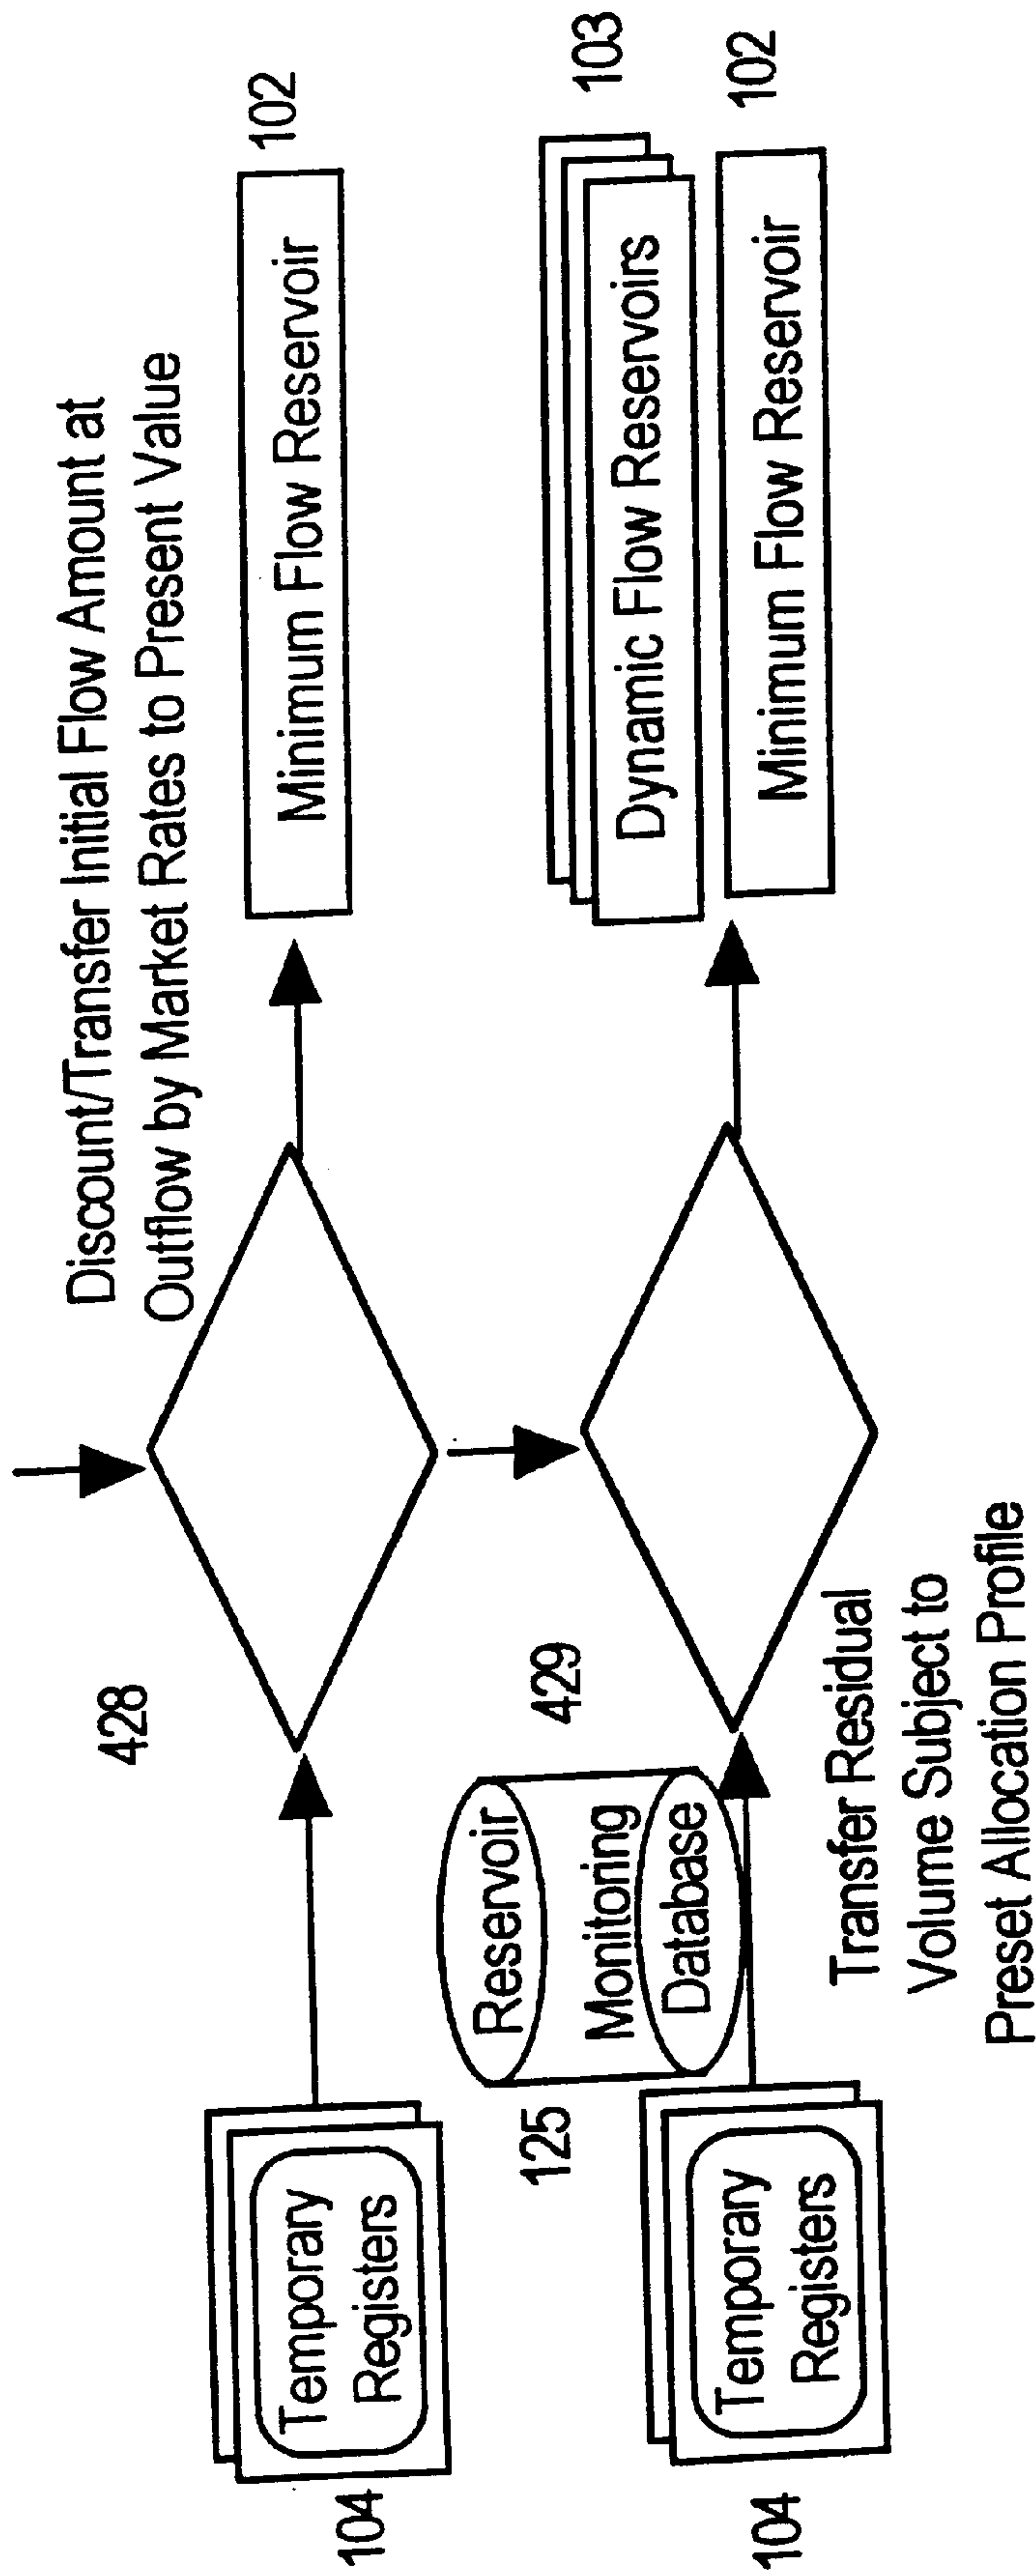 Discount/Transfer Initial Flow Amount at
Outflow by Market Rates to Present Value
428
102
Temporary
Registers
104
Minimum Flow Reservoir
Reservoir
Monitoring
Database
125
429
103
Dynamic Flow Reservoirs
Temporary
Registers
104
Minimum Flow Reservoir
102
Transfer Residual
Volume Subject to
Preset Allocation Profile